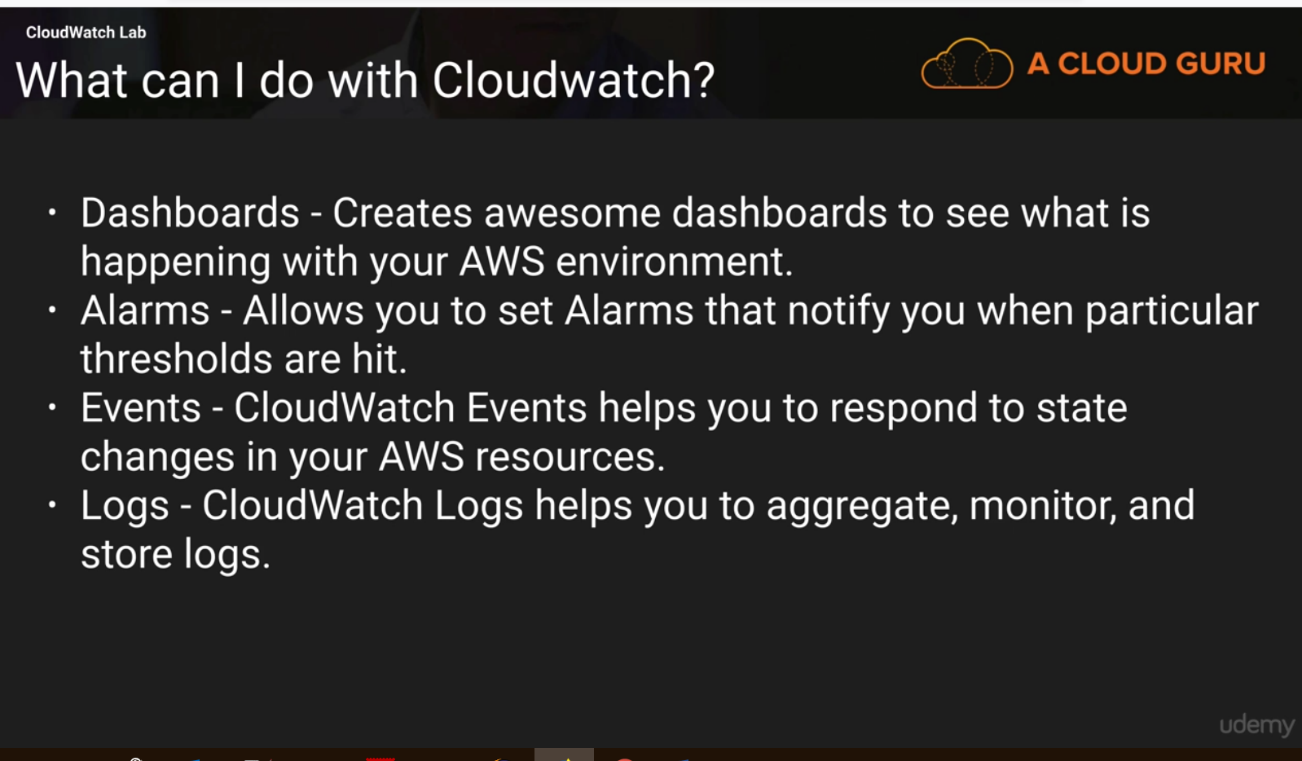 CloudWatch Lab
What can I do with Cloudwatch?
A CLOUD GURU
• Dashboards - Creates awesome dashboards to see what is
happening with your AWS environment.
• Alarms - Allows you to set Alarms that notify you when particular
thresholds are hit.
• Events - CloudWatch Events helps you to respond to state
changes in your AWS resources.
• Logs - CloudWatch Logs helps you to aggregate, monitor, and
store logs.
udemy